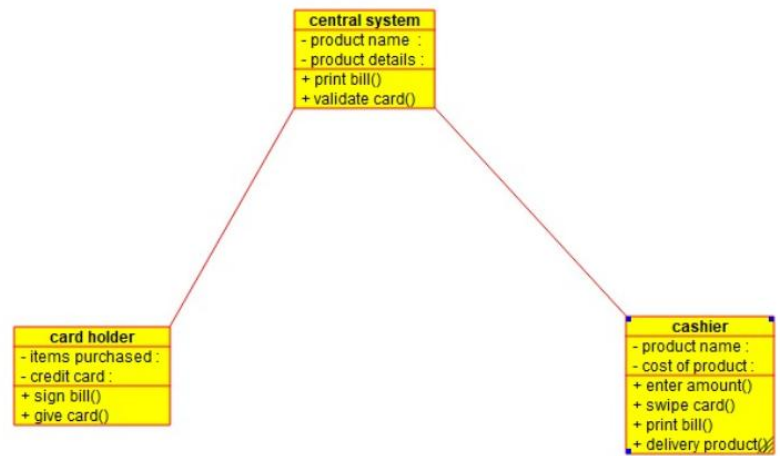 central system
- product name :
- product details :
+ print bill()
+ validate card()
card holder
- items purchased :
- credit card :
+ sign bill()
+ give card()
cashier
- product name :
- cost of product :
+ enter amount()
+ swipe card()
+ print bill()
+ delivery product()